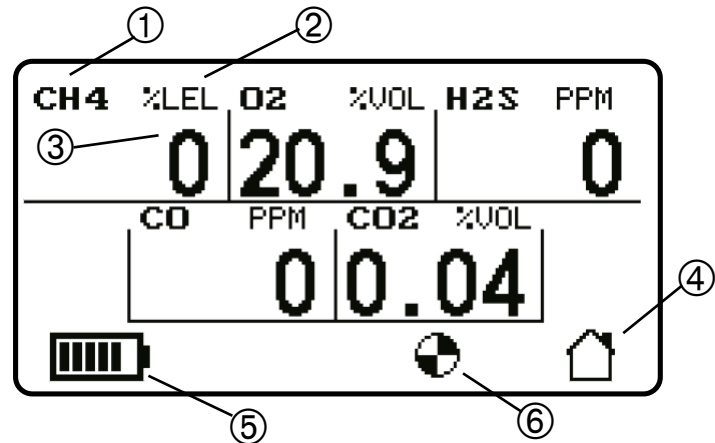 ① ②
CH4 %LEL O2 %VOL H2S PPM
③ 0 20.9 0
CO PPM CO2 %VOL
0 0.04
④
⑤ ⑥